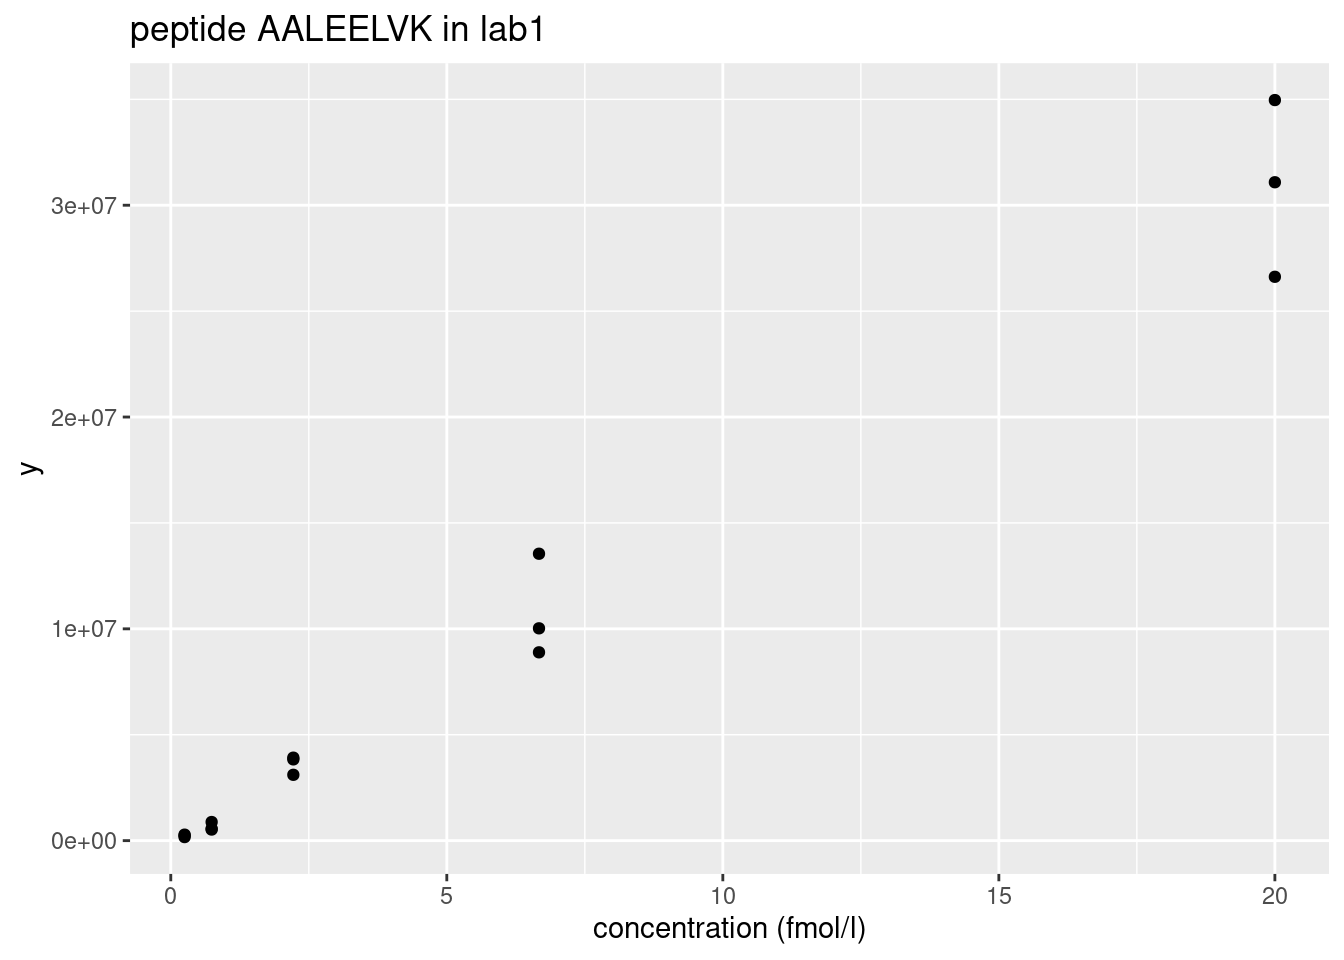 peptide AALEELVK in lab1
3e+07
2e+07
y
1e+07
0e+00
0 5 10 15 20
concentration (fmol/l)